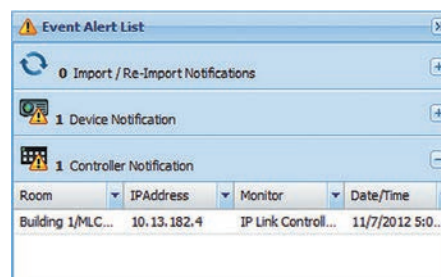 Event Alert List
0 Import / Re-Import Notifications
1 Device Notification
1 Controller Notification
Room IPAddress Monitor Date/Time
Building 1/MLC... 10.13.182.4 IP Link Controll... 11/7/2012 5:0...